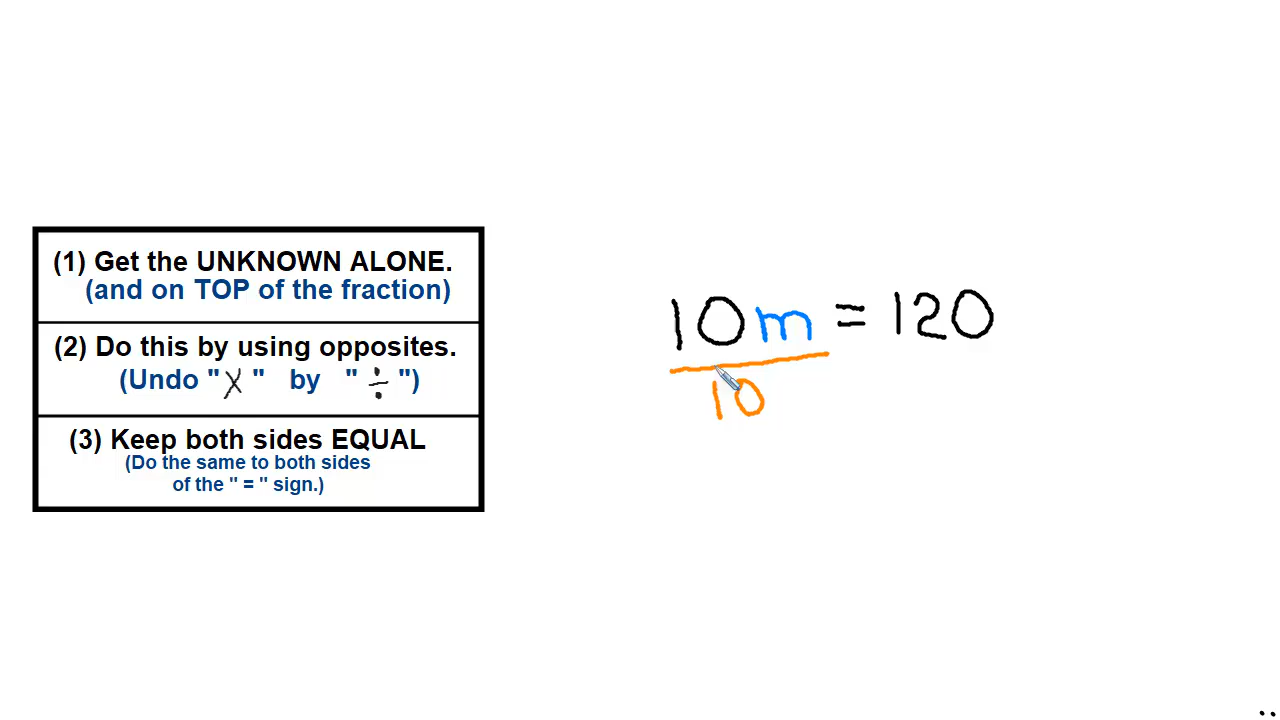 (1) Get the UNKNOWN ALONE.
(and on TOP of the fraction)
(2) Do this by using opposites.
(Undo "X" by "÷")
(3) Keep both sides EQUAL
(Do the same to both sides
of the "=" sign.)
10m = 120
10